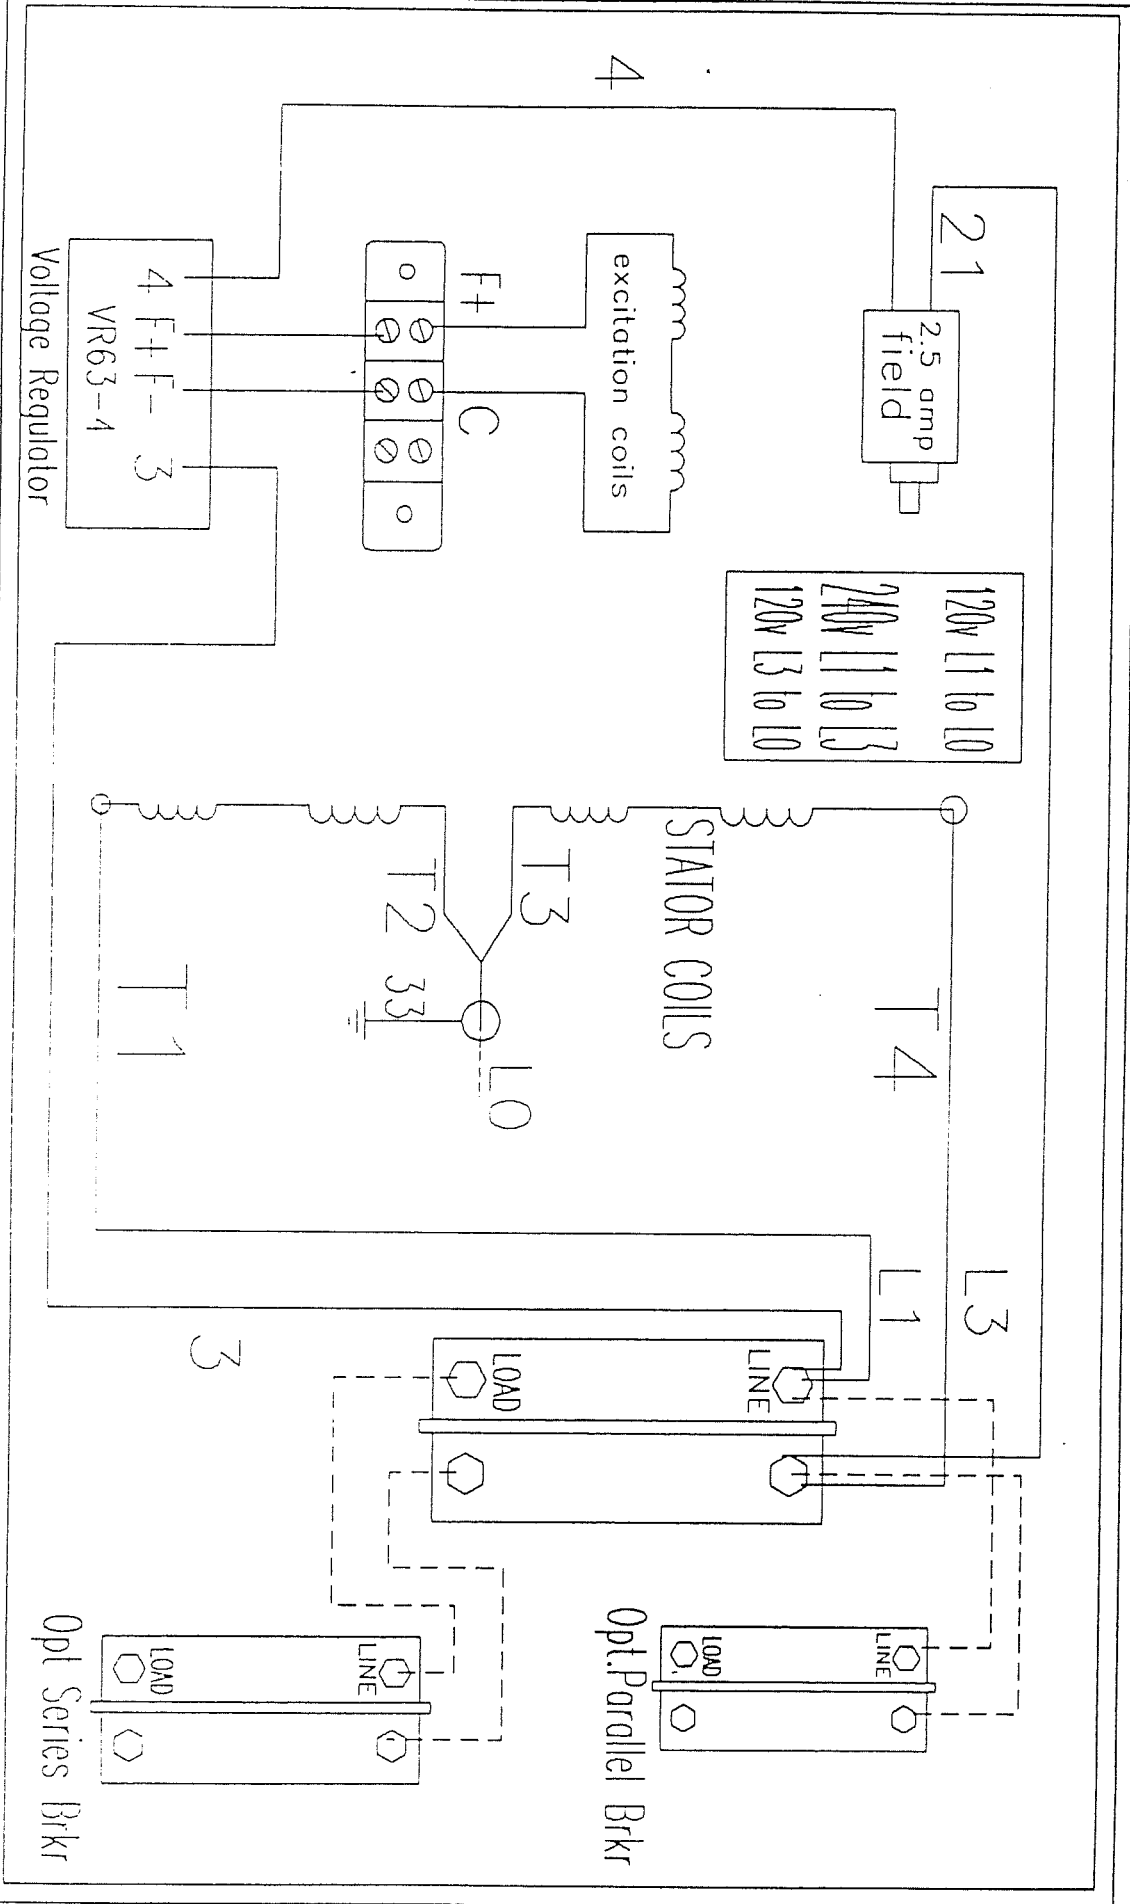 4
21
2.5 amp
field
120v L1 to L0
240v L1 to L3
120v L3 to L0
excitation coils
F+
C
4 F+ F- 3
VR63-4
Voltage Regulator
STATOR COILS
T4
T3
T2
33
L0
T1
L3
L1
3
LINE
LOAD
LINE
LOAD
Opt.Parallel Brkr
LINE
LOAD
Opt Series Brkr